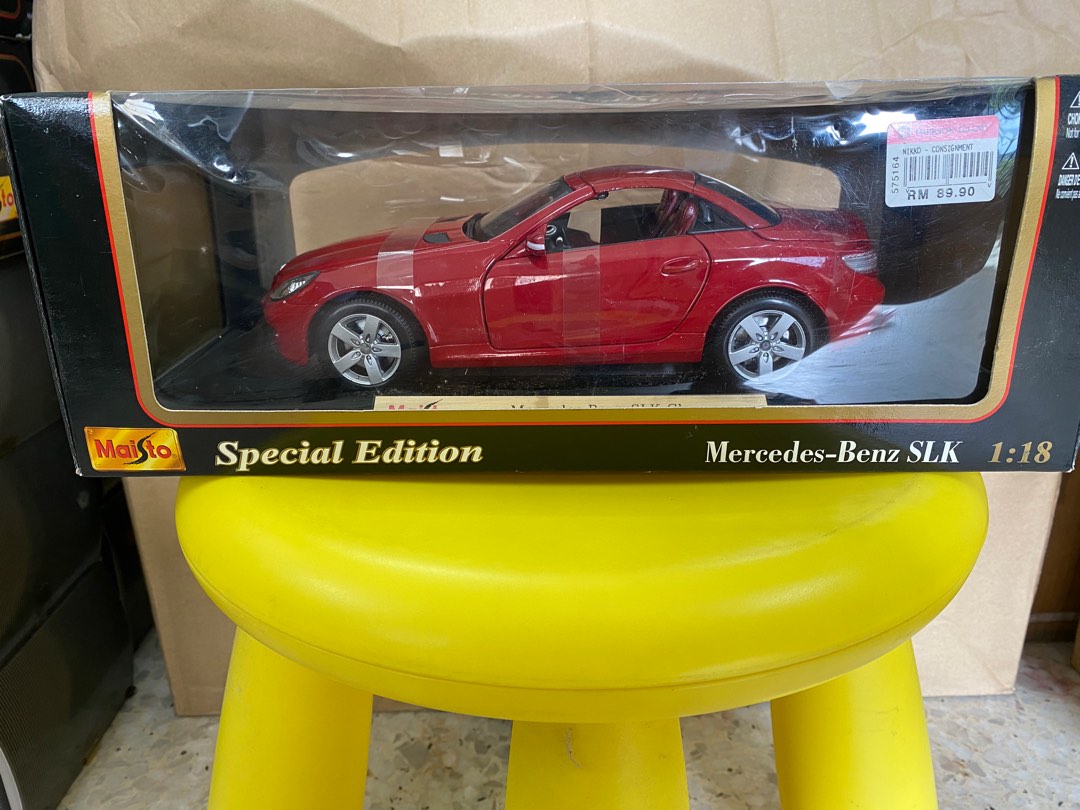 NIKKO - CONSIGNMENT
575164
RM 89.90
Maisto
Special Edition
Mercedes-Benz SLK 1:18